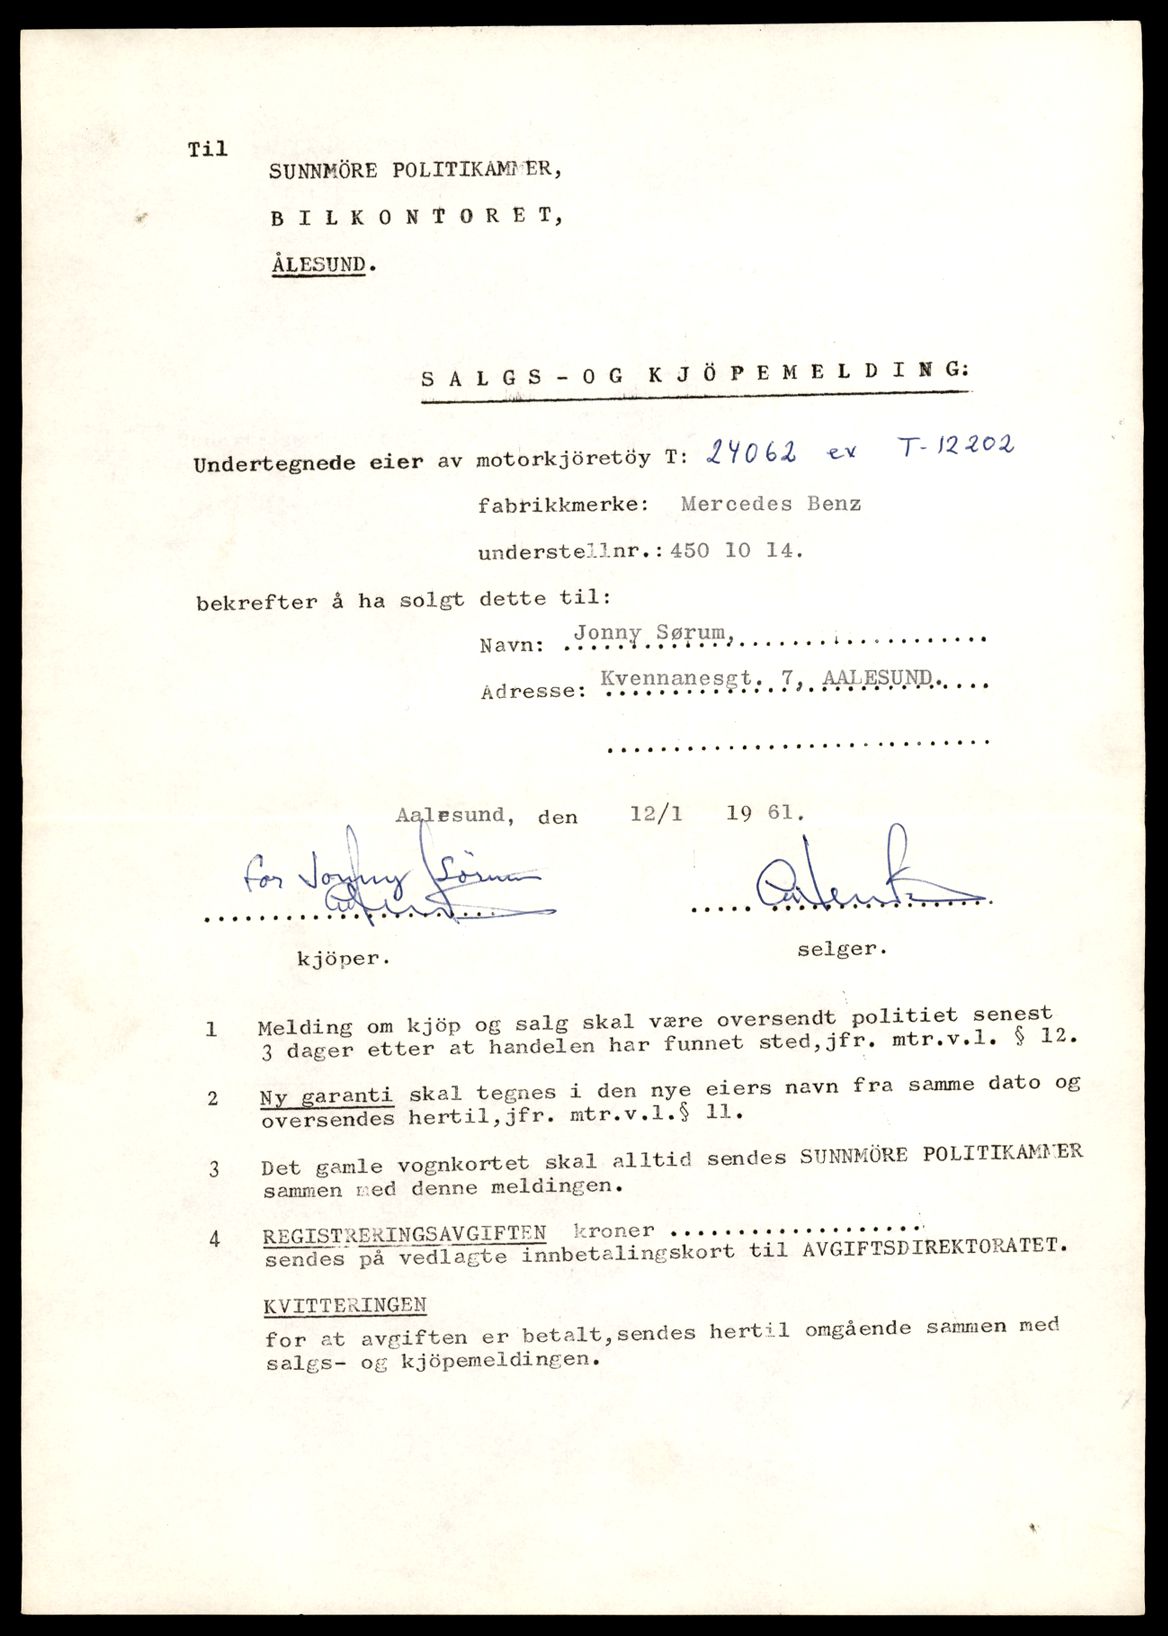 Til
SUNNMÖRE POLITIKAMMER,
B I L K O N T O R E T,
ÅLESUND.
S A L G S - O G K J Ö P E M E L D I N G:
Undertegnede eier av motorkjöretöy T: 24062 ex T-12202
fabrikkmerke: Mercedes Benz
understellnr.: 450 10 14.
bekrefter å ha solgt dette til:
Navn: Jonny Sørum,
Adresse: Kvennanesgt. 7, AALESUND.
Aalesund, den 12/1 19 61.
for Jonny Sörum
kjöper. selger.
1 Melding om kjöp og salg skal være oversendt politiet senest
3 dager etter at handelen har funnet sted,jfr. mtr.v.l. § 12.
2 Ny garanti skal tegnes i den nye eiers navn fra samme dato og
oversendes hertil,jfr. mtr.v.l.§ 11.
3 Det gamle vognkortet skal alltid sendes SUNNMÖRE POLITIKAMMER
sammen med denne meldingen.
4 REGISTRERINGSAVGIFTEN kroner ...................
sendes på vedlagte innbetalingskort til AVGIFTSDIREKTORATET.
KVITTERINGEN
for at avgiften er betalt,sendes hertil omgående sammen med
salgs- og kjöpemeldingen.